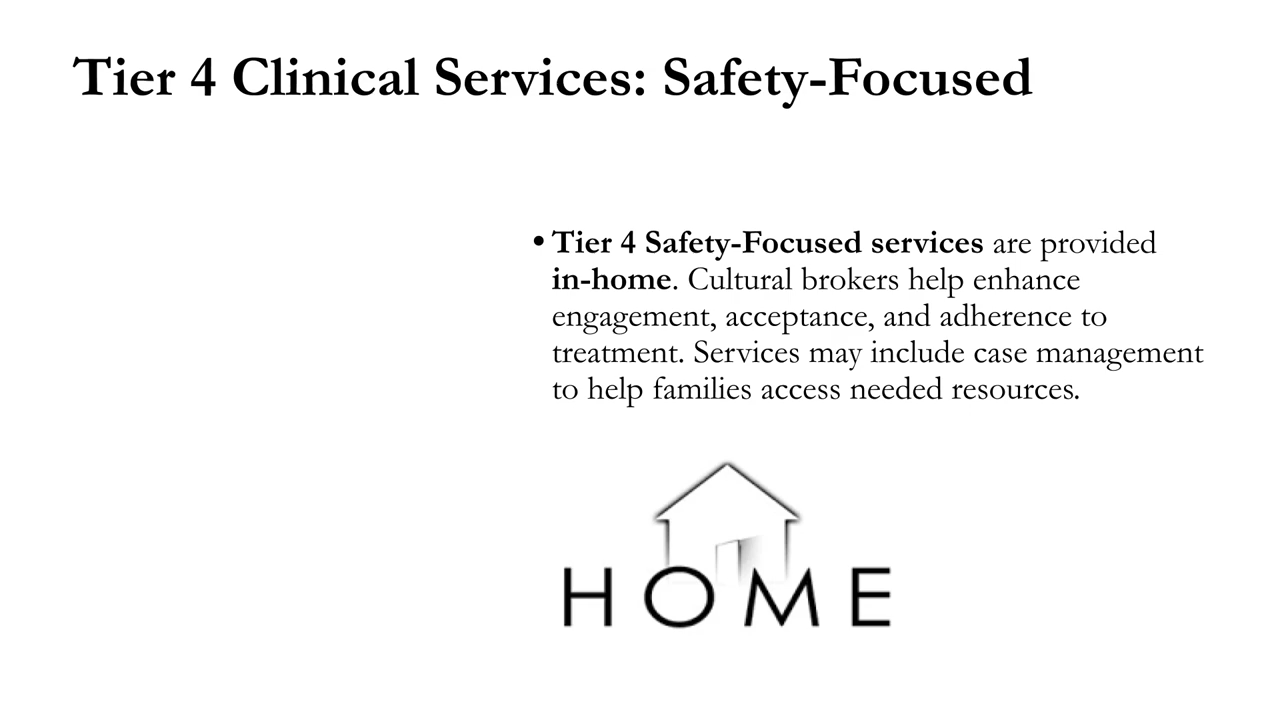 Tier 4 Clinical Services: Safety-Focused
• Tier 4 Safety-Focused services are provided
in-home. Cultural brokers help enhance
engagement, acceptance, and adherence to
treatment. Services may include case management
to help families access needed resources.
HOME